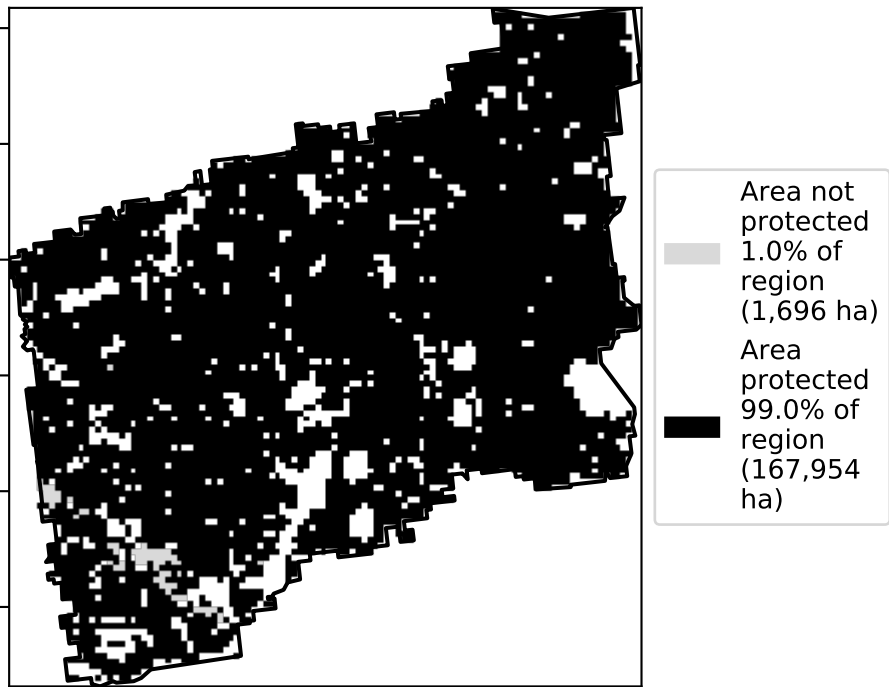 Area not
protected
1.0% of
region
(1,696 ha)
Area
protected
99.0% of
region
(167,954
ha)